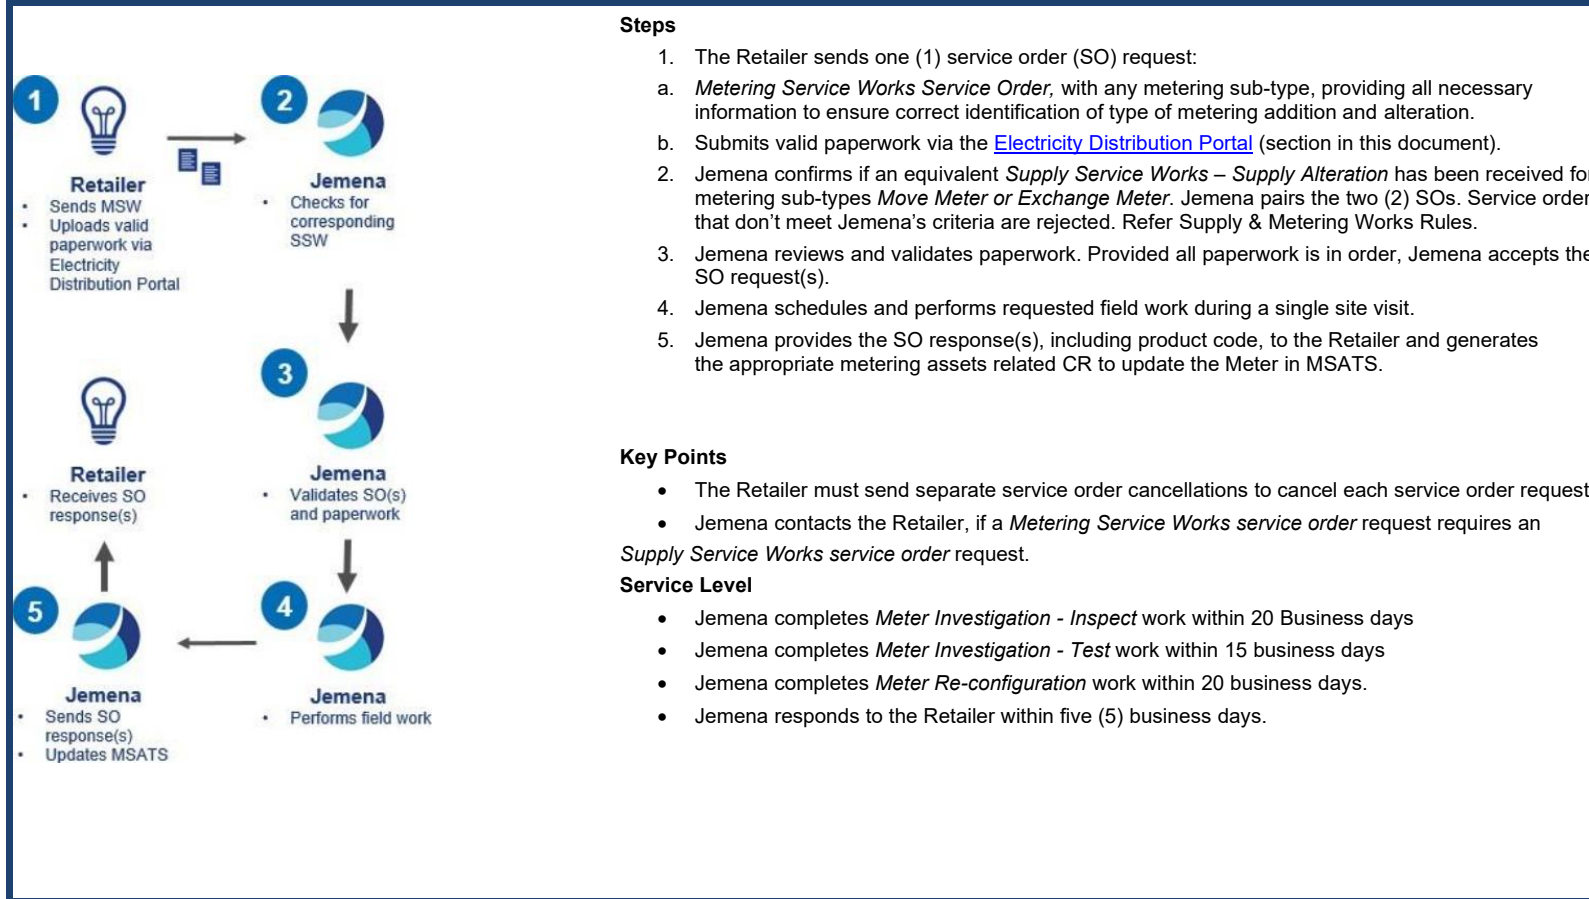 1
Retailer
• Sends MSW
• Uploads valid
paperwork via
Electricity
Distribution Portal
2
Jemena
• Checks for
corresponding
SSW
3
Jemena
• Validates SO(s)
and paperwork
Retailer
• Receives SO
response(s)
4
Jemena
• Performs field work
5
Jemena
• Sends SO
response(s)
• Updates MSATS
Steps
1. The Retailer sends one (1) service order (SO) request:
a. Metering Service Works Service Order, with any metering sub-type, providing all necessary
information to ensure correct identification of type of metering addition and alteration.
b. Submits valid paperwork via the Electricity Distribution Portal (section in this document).
2. Jemena confirms if an equivalent Supply Service Works – Supply Alteration has been received for
metering sub-types Move Meter or Exchange Meter. Jemena pairs the two (2) SOs. Service order
that don’t meet Jemena’s criteria are rejected. Refer Supply & Metering Works Rules.
3. Jemena reviews and validates paperwork. Provided all paperwork is in order, Jemena accepts the
SO request(s).
4. Jemena schedules and performs requested field work during a single site visit.
5. Jemena provides the SO response(s), including product code, to the Retailer and generates
the appropriate metering assets related CR to update the Meter in MSATS.
Key Points
• The Retailer must send separate service order cancellations to cancel each service order request
• Jemena contacts the Retailer, if a Metering Service Works service order request requires an
Supply Service Works service order request.
Service Level
• Jemena completes Meter Investigation - Inspect work within 20 Business days
• Jemena completes Meter Investigation - Test work within 15 business days
• Jemena completes Meter Re-configuration work within 20 business days.
• Jemena responds to the Retailer within five (5) business days.